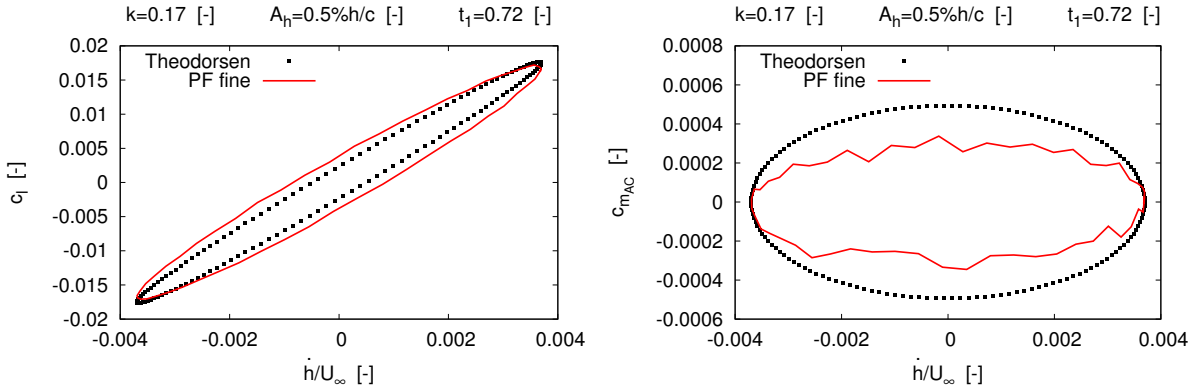 k=0.17 [-] A_h=0.5%h/c [-] t_1=0.72 [-]
0.02
0.015
0.01
0.005
0
-0.005
-0.01
-0.015
-0.02
c_l [-]
Theodorsen
PF fine
-0.004 -0.002 0 0.002 0.004
ḣ/U_∞ [-]
k=0.17 [-] A_h=0.5%h/c [-] t_1=0.72 [-]
0.0008
0.0006
0.0004
0.0002
0
-0.0002
-0.0004
-0.0006
c_{m_{AC}} [-]
Theodorsen
PF fine
-0.004 -0.002 0 0.002 0.004
ḣ/U_∞ [-]